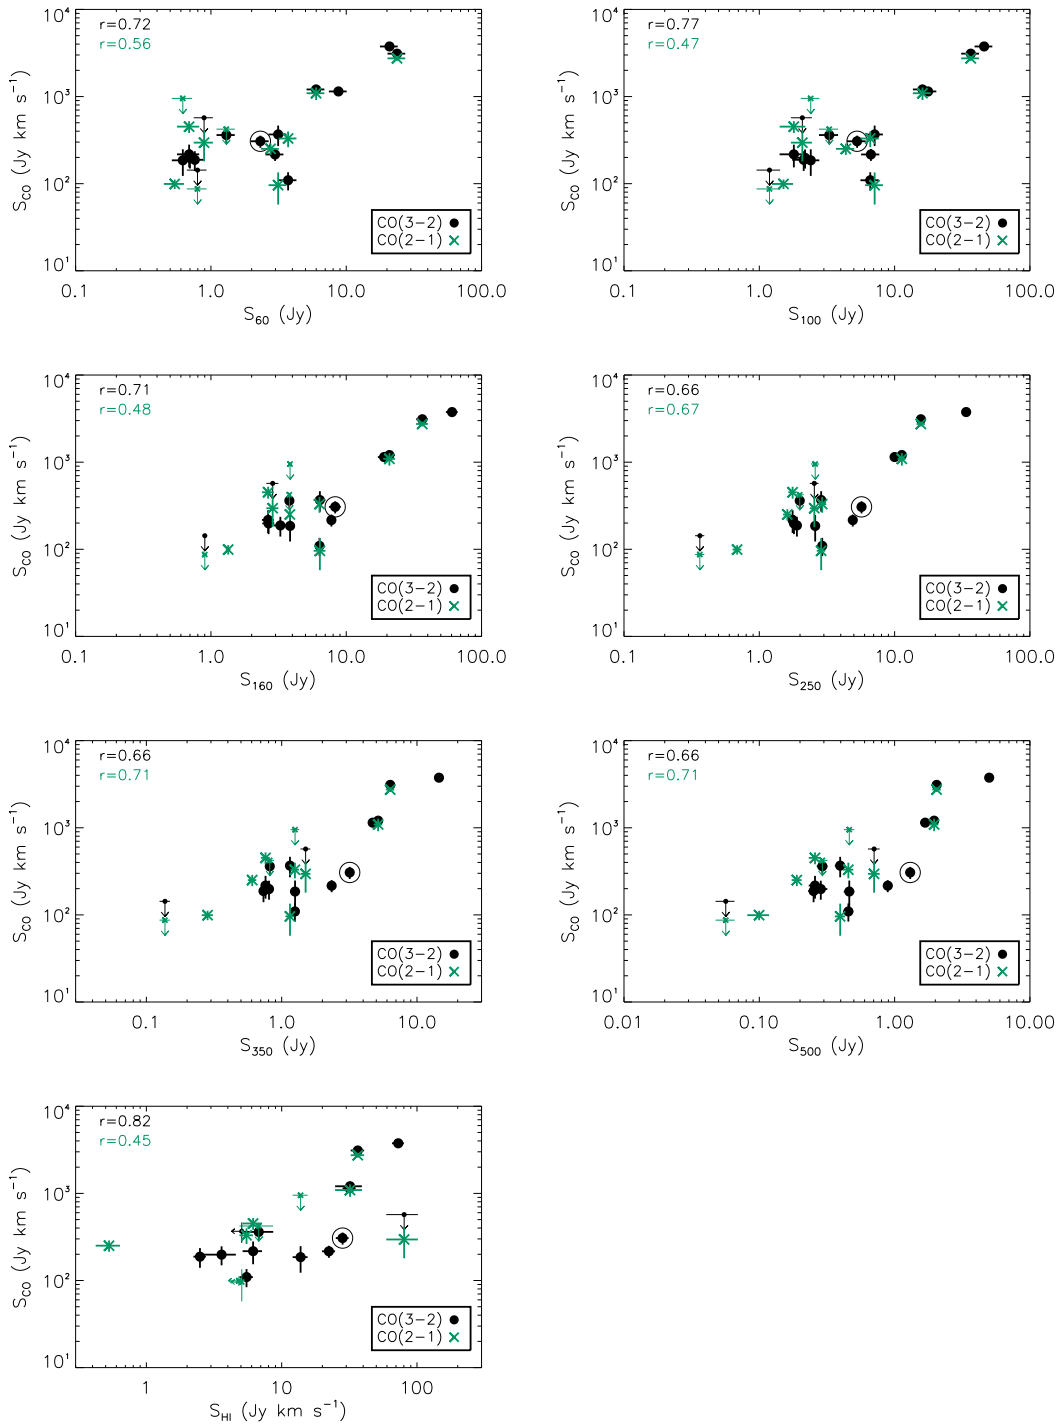 r=0.72
r=0.56
10⁴
10³
10²
10¹
S_CO (Jy km s⁻¹)
CO(3−2)
CO(2−1)
0.1 1.0 10.0 100.0
S_60 (Jy)
r=0.77
r=0.47
10⁴
10³
10²
10¹
S_CO (Jy km s⁻¹)
CO(3−2)
CO(2−1)
0.1 1.0 10.0 100.0
S_100 (Jy)
r=0.71
r=0.48
10⁴
10³
10²
10¹
S_CO (Jy km s⁻¹)
CO(3−2)
CO(2−1)
0.1 1.0 10.0 100.0
S_160 (Jy)
r=0.66
r=0.67
10⁴
10³
10²
10¹
S_CO (Jy km s⁻¹)
CO(3−2)
CO(2−1)
0.1 1.0 10.0 100.0
S_250 (Jy)
r=0.66
r=0.71
10⁴
10³
10²
10¹
S_CO (Jy km s⁻¹)
CO(3−2)
CO(2−1)
0.1 1.0 10.0
S_350 (Jy)
r=0.66
r=0.71
10⁴
10³
10²
10¹
S_CO (Jy km s⁻¹)
CO(3−2)
CO(2−1)
0.01 0.10 1.00 10.00
S_500 (Jy)
r=0.82
r=0.45
10⁴
10³
10²
10¹
S_CO (Jy km s⁻¹)
CO(3−2)
CO(2−1)
1 10 100
S_HI (Jy km s⁻¹)